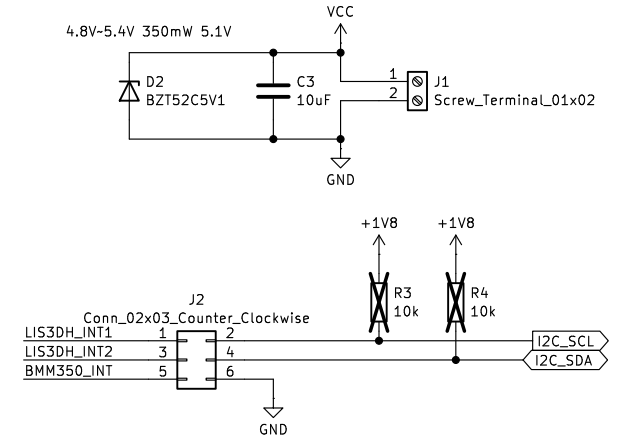 VCC
4.8V~5.4V 350mW 5.1V
D2
BZT52C5V1
C3
10uF
1
2
J1
Screw_Terminal_01x02
GND
+1V8
+1V8
R3
10k
R4
10k
J2
Conn_02x03_Counter_Clockwise
LIS3DH_INT1 1 2 I2C_SCL
LIS3DH_INT2 3 4 I2C_SDA
BMM350_INT 5 6
GND